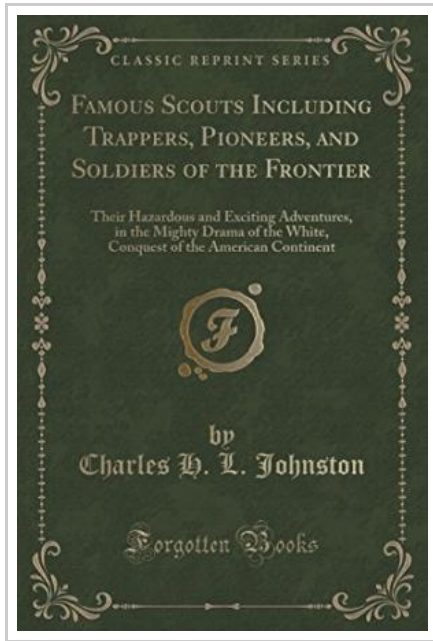 CLASSIC REPRINT SERIES
FAMOUS SCOUTS INCLUDING
TRAPPERS, PIONEERS, AND
SOLDIERS OF THE FRONTIER
Their Hazardous and Exciting Adventures,
in the Mighty Drama of the White,
Conquest of the American Continent
F
by
Charles H. L. Johnston
Forgotten Books